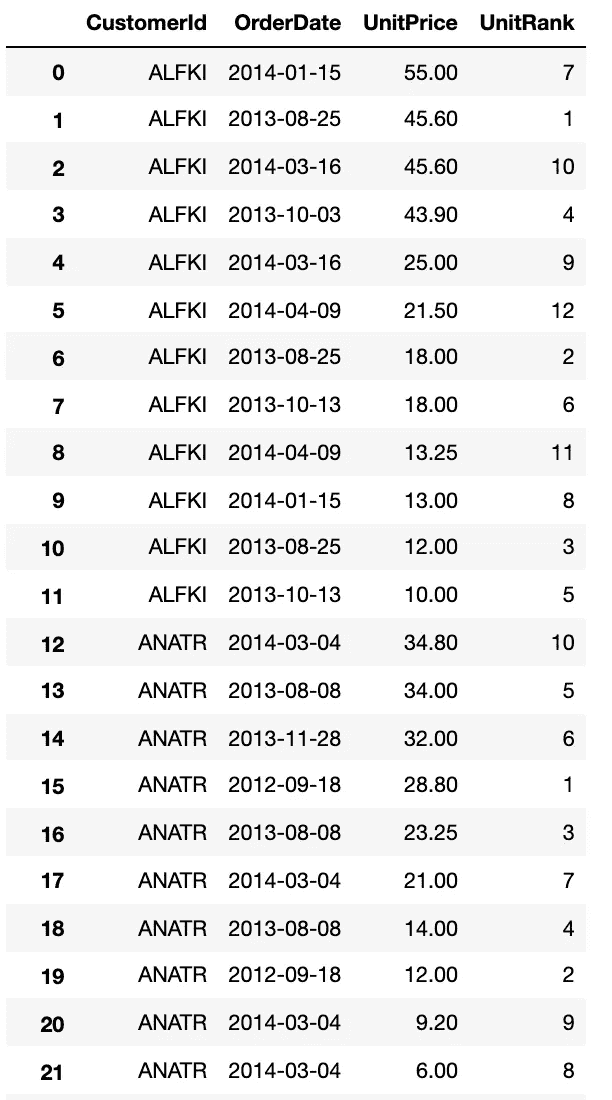 CustomerId OrderDate UnitPrice UnitRank
0 ALFKI 2014-01-15 55.00 7
1 ALFKI 2013-08-25 45.60 1
2 ALFKI 2014-03-16 45.60 10
3 ALFKI 2013-10-03 43.90 4
4 ALFKI 2014-03-16 25.00 9
5 ALFKI 2014-04-09 21.50 12
6 ALFKI 2013-08-25 18.00 2
7 ALFKI 2013-10-13 18.00 6
8 ALFKI 2014-04-09 13.25 11
9 ALFKI 2014-01-15 13.00 8
10 ALFKI 2013-08-25 12.00 3
11 ALFKI 2013-10-13 10.00 5
12 ANATR 2014-03-04 34.80 10
13 ANATR 2013-08-08 34.00 5
14 ANATR 2013-11-28 32.00 6
15 ANATR 2012-09-18 28.80 1
16 ANATR 2013-08-08 23.25 3
17 ANATR 2014-03-04 21.00 7
18 ANATR 2013-08-08 14.00 4
19 ANATR 2012-09-18 12.00 2
20 ANATR 2014-03-04 9.20 9
21 ANATR 2014-03-04 6.00 8